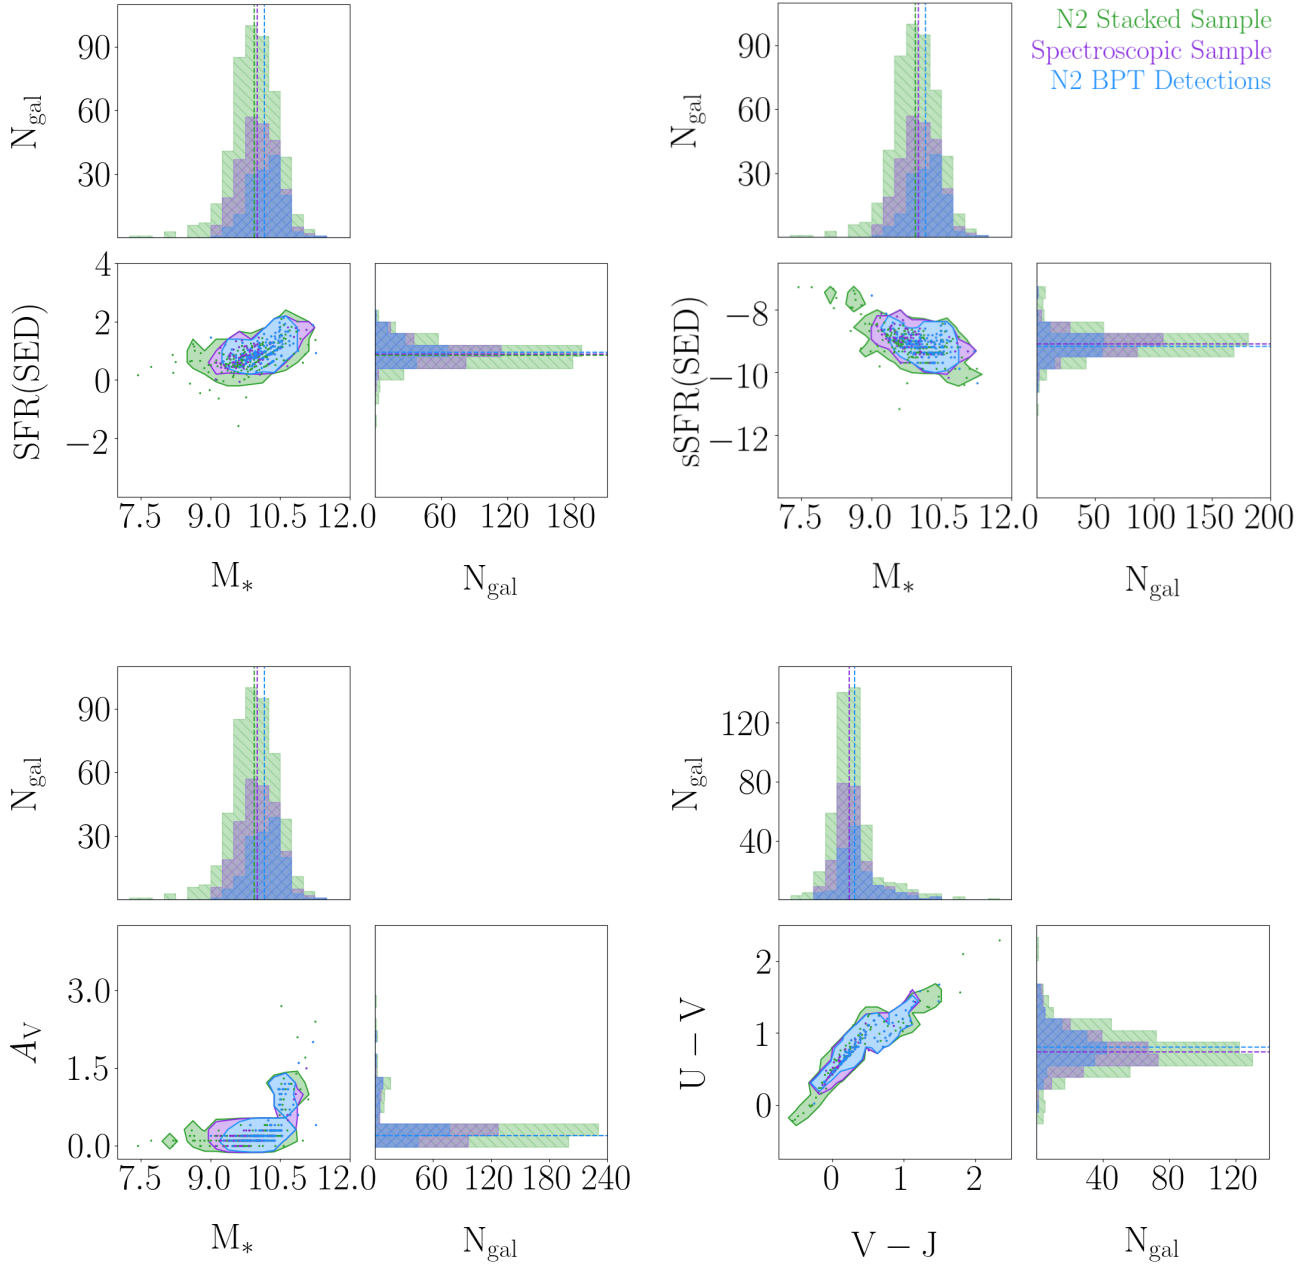 N2 Stacked Sample
Spectroscopic Sample
N2 BPT Detections
90
60
30
N_gal
90
60
30
N_gal
4
2
0
−2
SFR(SED)
7.5 9.0 10.5 12.0
M_*
60 120 180
N_gal
−8
−10
−12
sSFR(SED)
7.5 9.0 10.5 12.0
M_*
50 100 150 200
N_gal
90
60
30
N_gal
120
80
40
N_gal
3.0
1.5
0.0
A_V
7.5 9.0 10.5 12.0
M_*
0 60 120 180 240
N_gal
2
1
0
U − V
0 1 2
V − J
40 80 120
N_gal